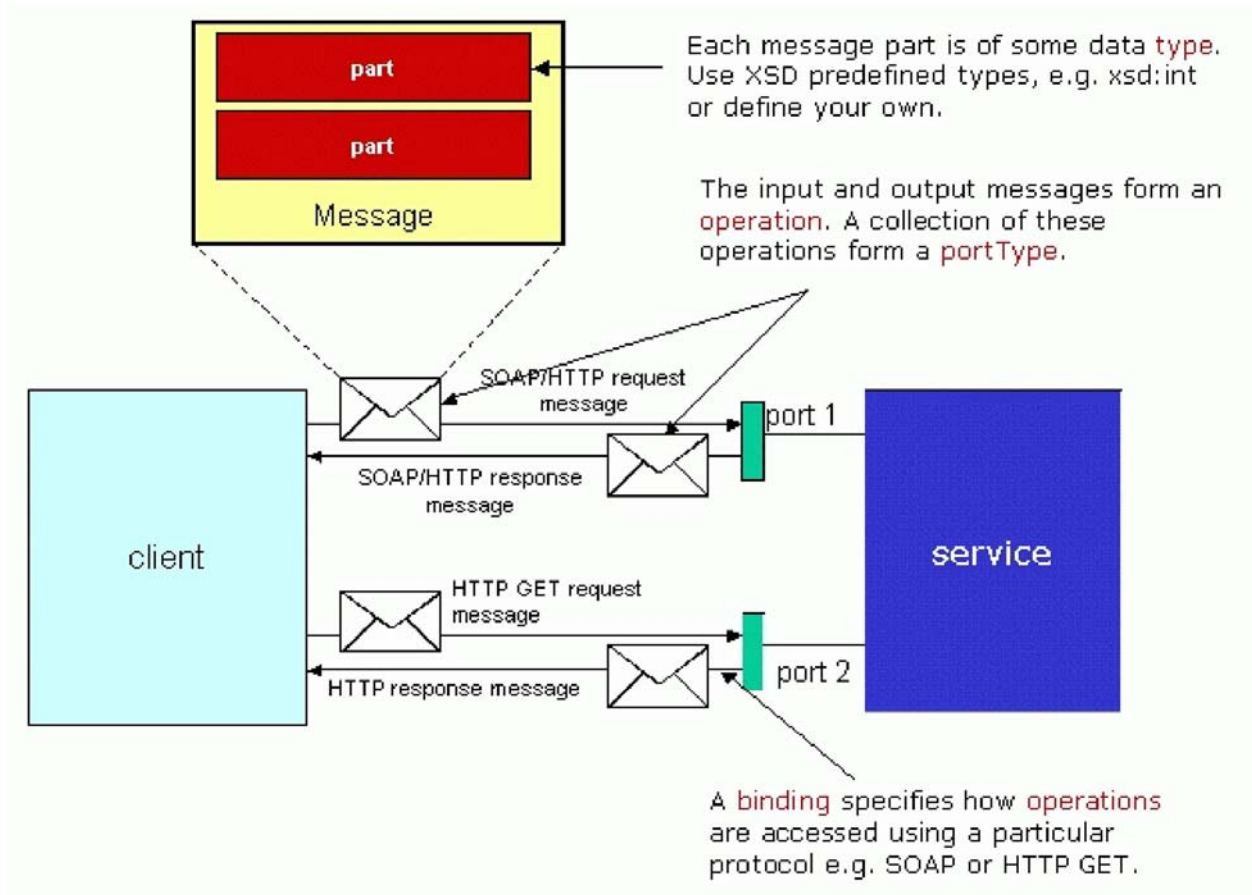 part
part
Message
Each message part is of some data type.
Use XSD predefined types, e.g. xsd:int
or define your own.
The input and output messages form an
operation. A collection of these
operations form a portType.
SOAP/HTTP request
message
port 1
SOAP/HTTP response
message
client
service
HTTP GET request
message
port 2
HTTP response message
A binding specifies how operations
are accessed using a particular
protocol e.g. SOAP or HTTP GET.